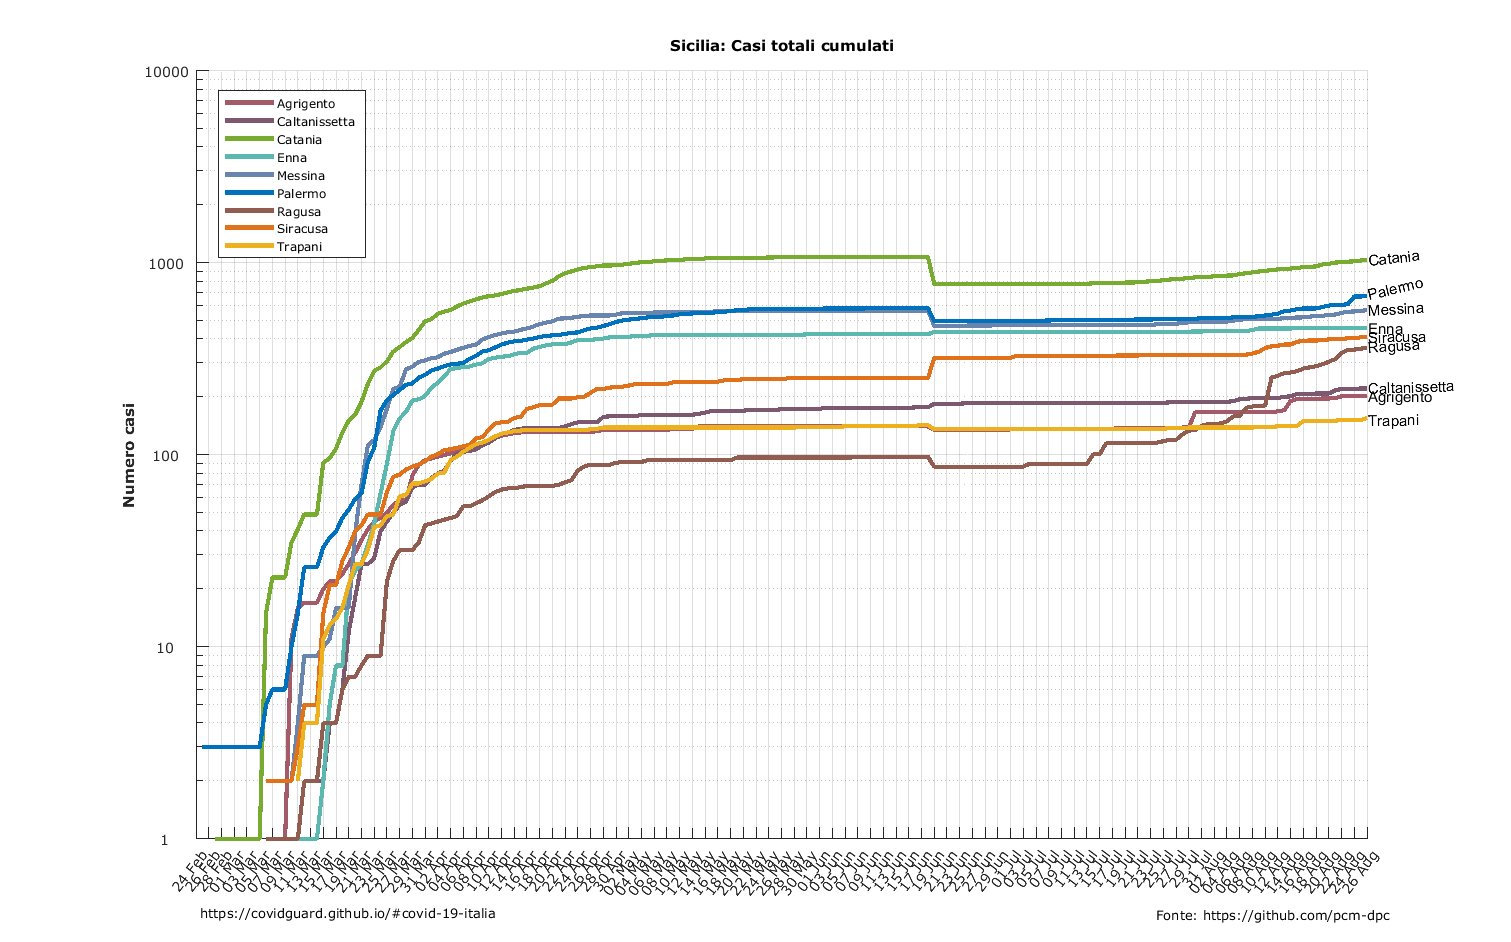 Sicilia: Casi totali cumulati
Numero casi
10000
1000
100
10
1
Agrigento
Caltanissetta
Catania
Enna
Messina
Palermo
Ragusa
Siracusa
Trapani
Catania
Palermo
Messina
Enna
Siracusa
Ragusa
Caltanissetta
Agrigento
Trapani
24 Feb
26 Feb
28 Feb
01 Mar
03 Mar
05 Mar
07 Mar
09 Mar
11 Mar
13 Mar
15 Mar
17 Mar
19 Mar
21 Mar
23 Mar
25 Mar
27 Mar
29 Mar
31 Mar
02 Apr
04 Apr
06 Apr
08 Apr
10 Apr
12 Apr
14 Apr
16 Apr
18 Apr
20 Apr
22 Apr
24 Apr
26 Apr
28 Apr
30 Apr
02 May
04 May
06 May
08 May
10 May
12 May
14 May
16 May
18 May
20 May
22 May
24 May
26 May
28 May
30 May
01 Jun
03 Jun
05 Jun
07 Jun
09 Jun
11 Jun
13 Jun
15 Jun
17 Jun
19 Jun
21 Jun
23 Jun
25 Jun
27 Jun
29 Jun
01 Jul
03 Jul
05 Jul
07 Jul
09 Jul
11 Jul
13 Jul
15 Jul
17 Jul
19 Jul
21 Jul
23 Jul
25 Jul
27 Jul
29 Jul
31 Jul
02 Aug
04 Aug
06 Aug
08 Aug
10 Aug
12 Aug
14 Aug
16 Aug
18 Aug
20 Aug
22 Aug
24 Aug
26 Aug
https://covidguard.github.io/#covid-19-italia
Fonte: https://github.com/pcm-dpc